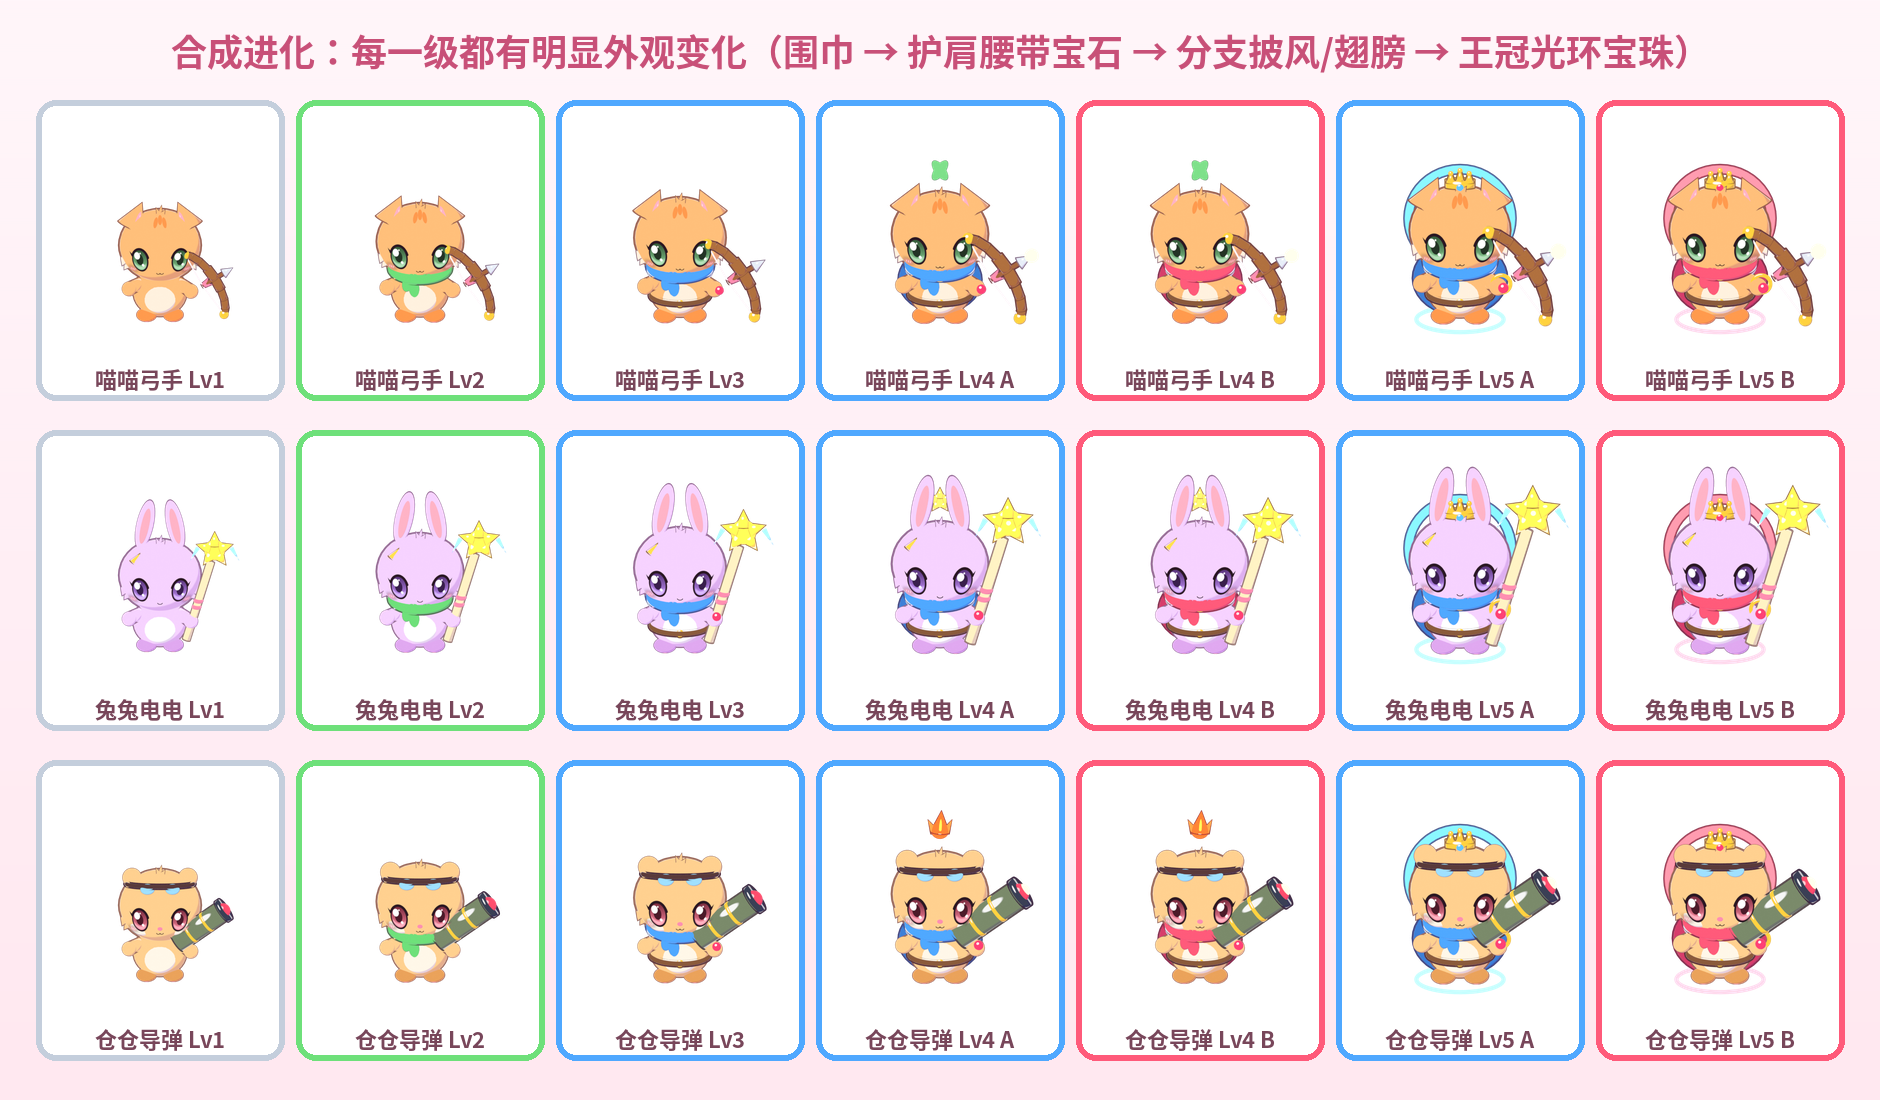 合成进化：每一级都有明显外观变化（围巾 → 护肩腰带宝石 → 分支披风/翅膀 → 王冠光环宝珠）
喵喵弓手 Lv1
喵喵弓手 Lv2
喵喵弓手 Lv3
喵喵弓手 Lv4 A
喵喵弓手 Lv4 B
喵喵弓手 Lv5 A
喵喵弓手 Lv5 B
兔兔电电 Lv1
兔兔电电 Lv2
兔兔电电 Lv3
兔兔电电 Lv4 A
兔兔电电 Lv4 B
兔兔电电 Lv5 A
兔兔电电 Lv5 B
仓仓导弹 Lv1
仓仓导弹 Lv2
仓仓导弹 Lv3
仓仓导弹 Lv4 A
仓仓导弹 Lv4 B
仓仓导弹 Lv5 A
仓仓导弹 Lv5 B